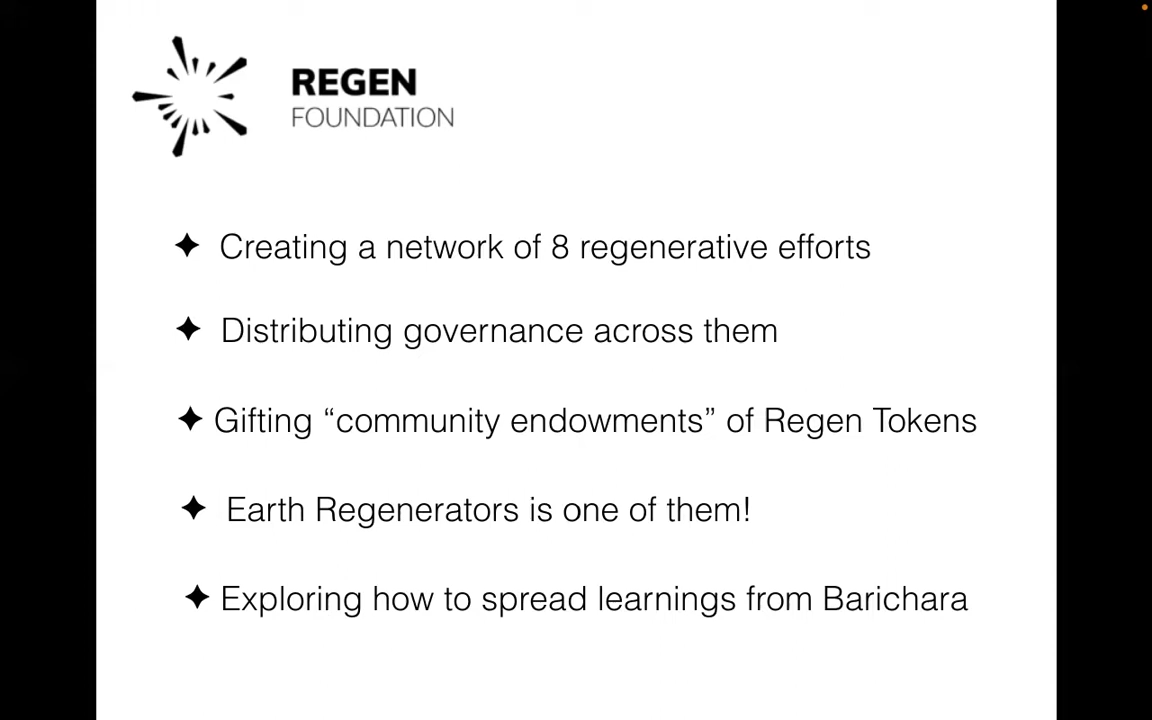 REGEN
FOUNDATION
✦ Creating a network of 8 regenerative efforts
✦ Distributing governance across them
✦ Gifting “community endowments” of Regen Tokens
✦ Earth Regenerators is one of them!
✦ Exploring how to spread learnings from Barichara